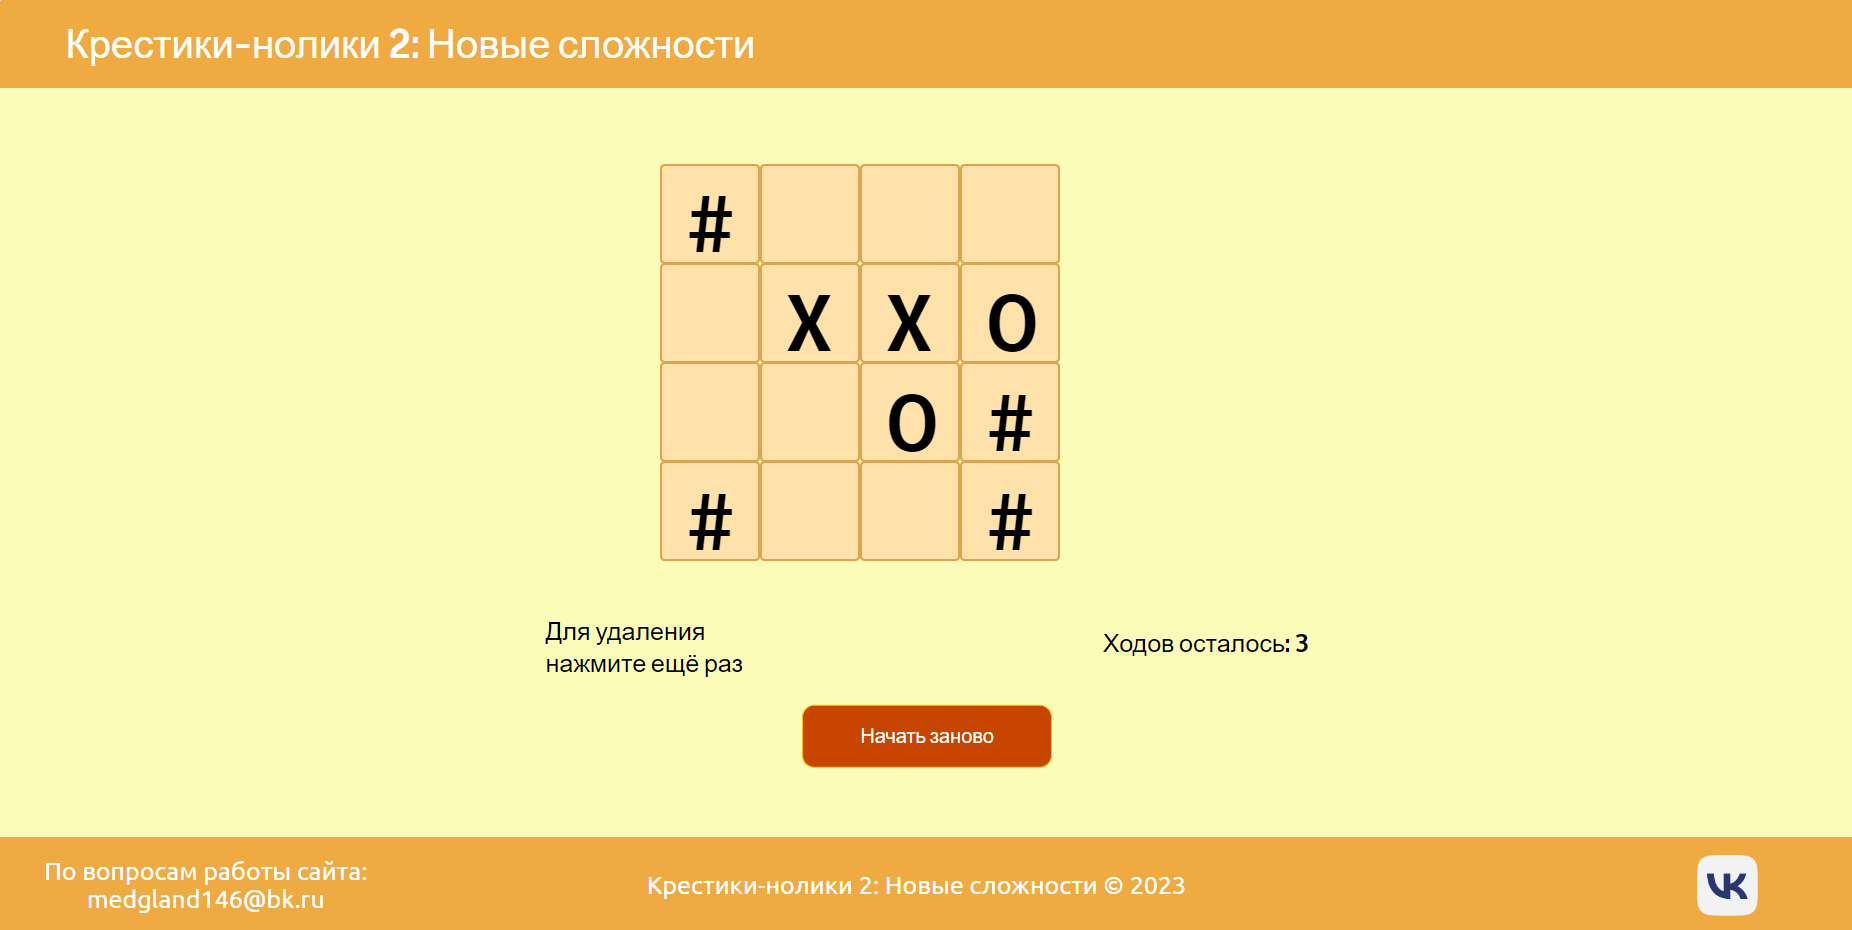 Крестики-нолики 2: Новые сложности
#
X X O
O #
# #
Для удаления
нажмите ещё раз
Ходов осталось: 3
Начать заново
По вопросам работы сайта:
medgland146@bk.ru
Крестики-нолики 2: Новые сложности © 2023
VK